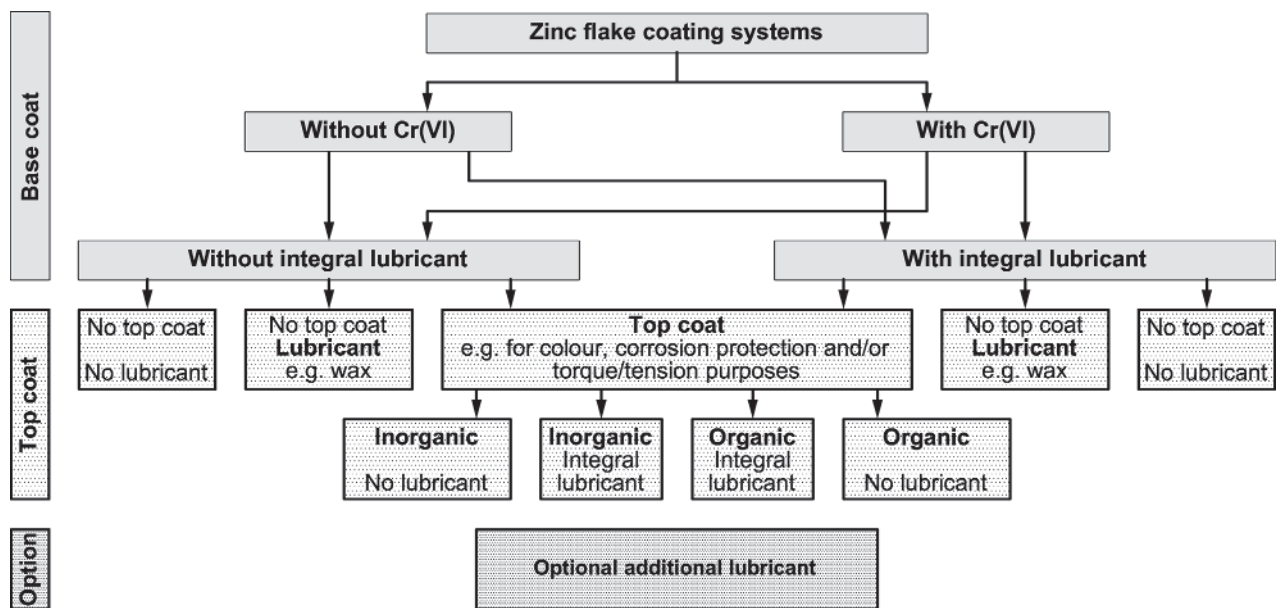 Zinc flake coating systems
Base coat
Without Cr(VI)
With Cr(VI)
Without integral lubricant
With integral lubricant
Top coat
No top coat
No lubricant
No top coat
Lubricant
e.g. wax
Top coat
e.g. for colour, corrosion protection and/or
torque/tension purposes
No top coat
Lubricant
e.g. wax
No top coat
No lubricant
Inorganic
No lubricant
Inorganic
Integral
lubricant
Organic
Integral
lubricant
Organic
No lubricant
Option
Optional additional lubricant